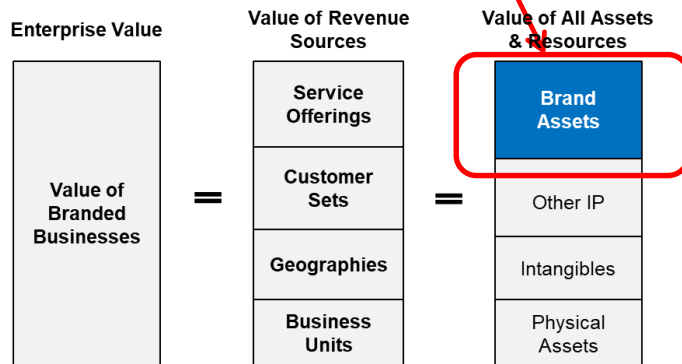 Enterprise Value
Value of Revenue
Sources
Value of All Assets
& Resources
Value of
Branded
Businesses
=
Service
Offerings
Customer
Sets
Geographies
Business
Units
=
Brand
Assets
Other IP
Intangibles
Physical
Assets